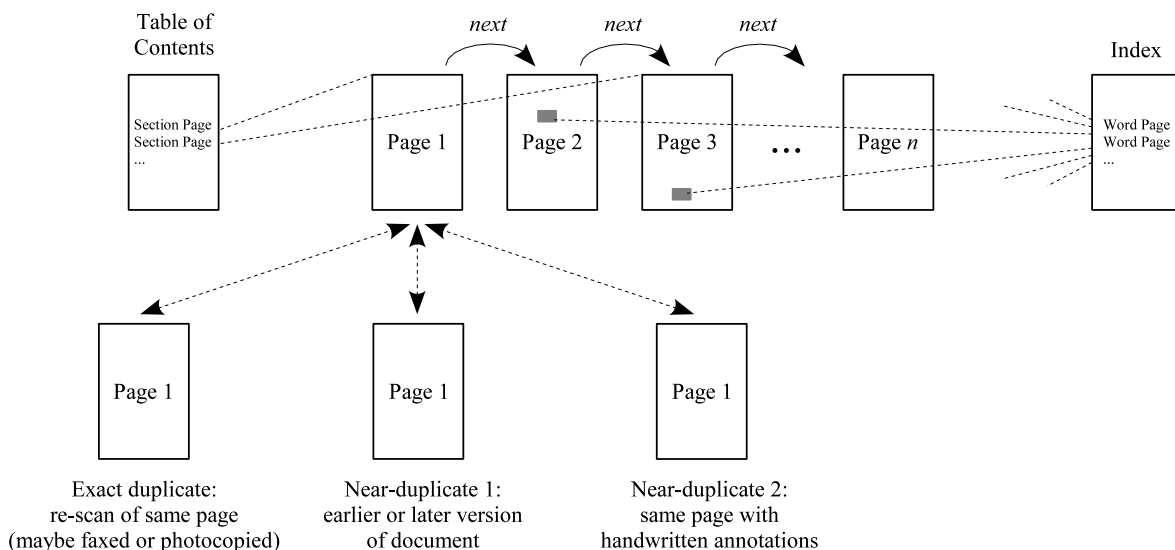 Table of
Contents
next
next
next
Index
Section Page
Section Page
...
Page 1
Page 2
Page 3
...
Page n
Word Page
Word Page
...
Page 1
Page 1
Page 1
Exact duplicate:
re-scan of same page
(maybe faxed or photocopied)
Near-duplicate 1:
earlier or later version
of document
Near-duplicate 2:
same page with
handwritten annotations